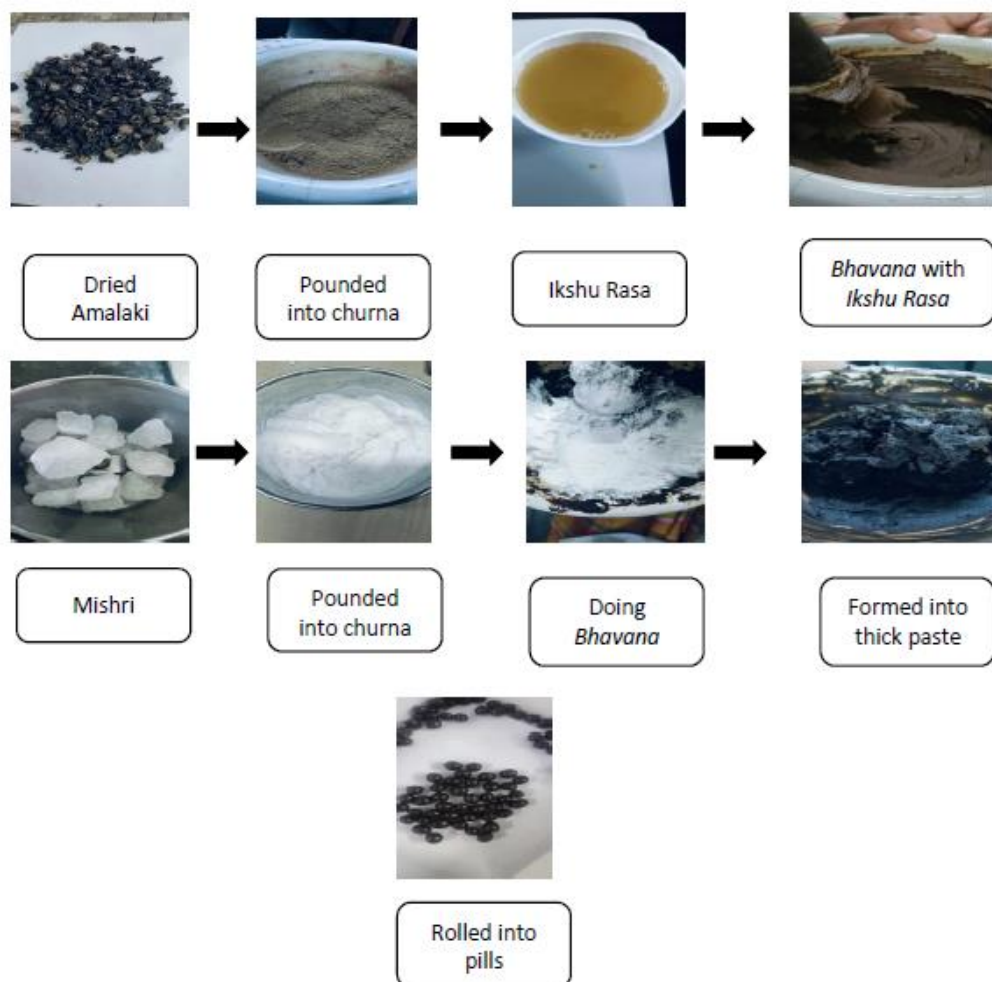 Dried
Amalaki
Pounded
into churna
Ikshu Rasa
Bhavana with
Ikshu Rasa
Mishri
Pounded
into churna
Doing
Bhavana
Formed into
thick paste
Rolled into
pills